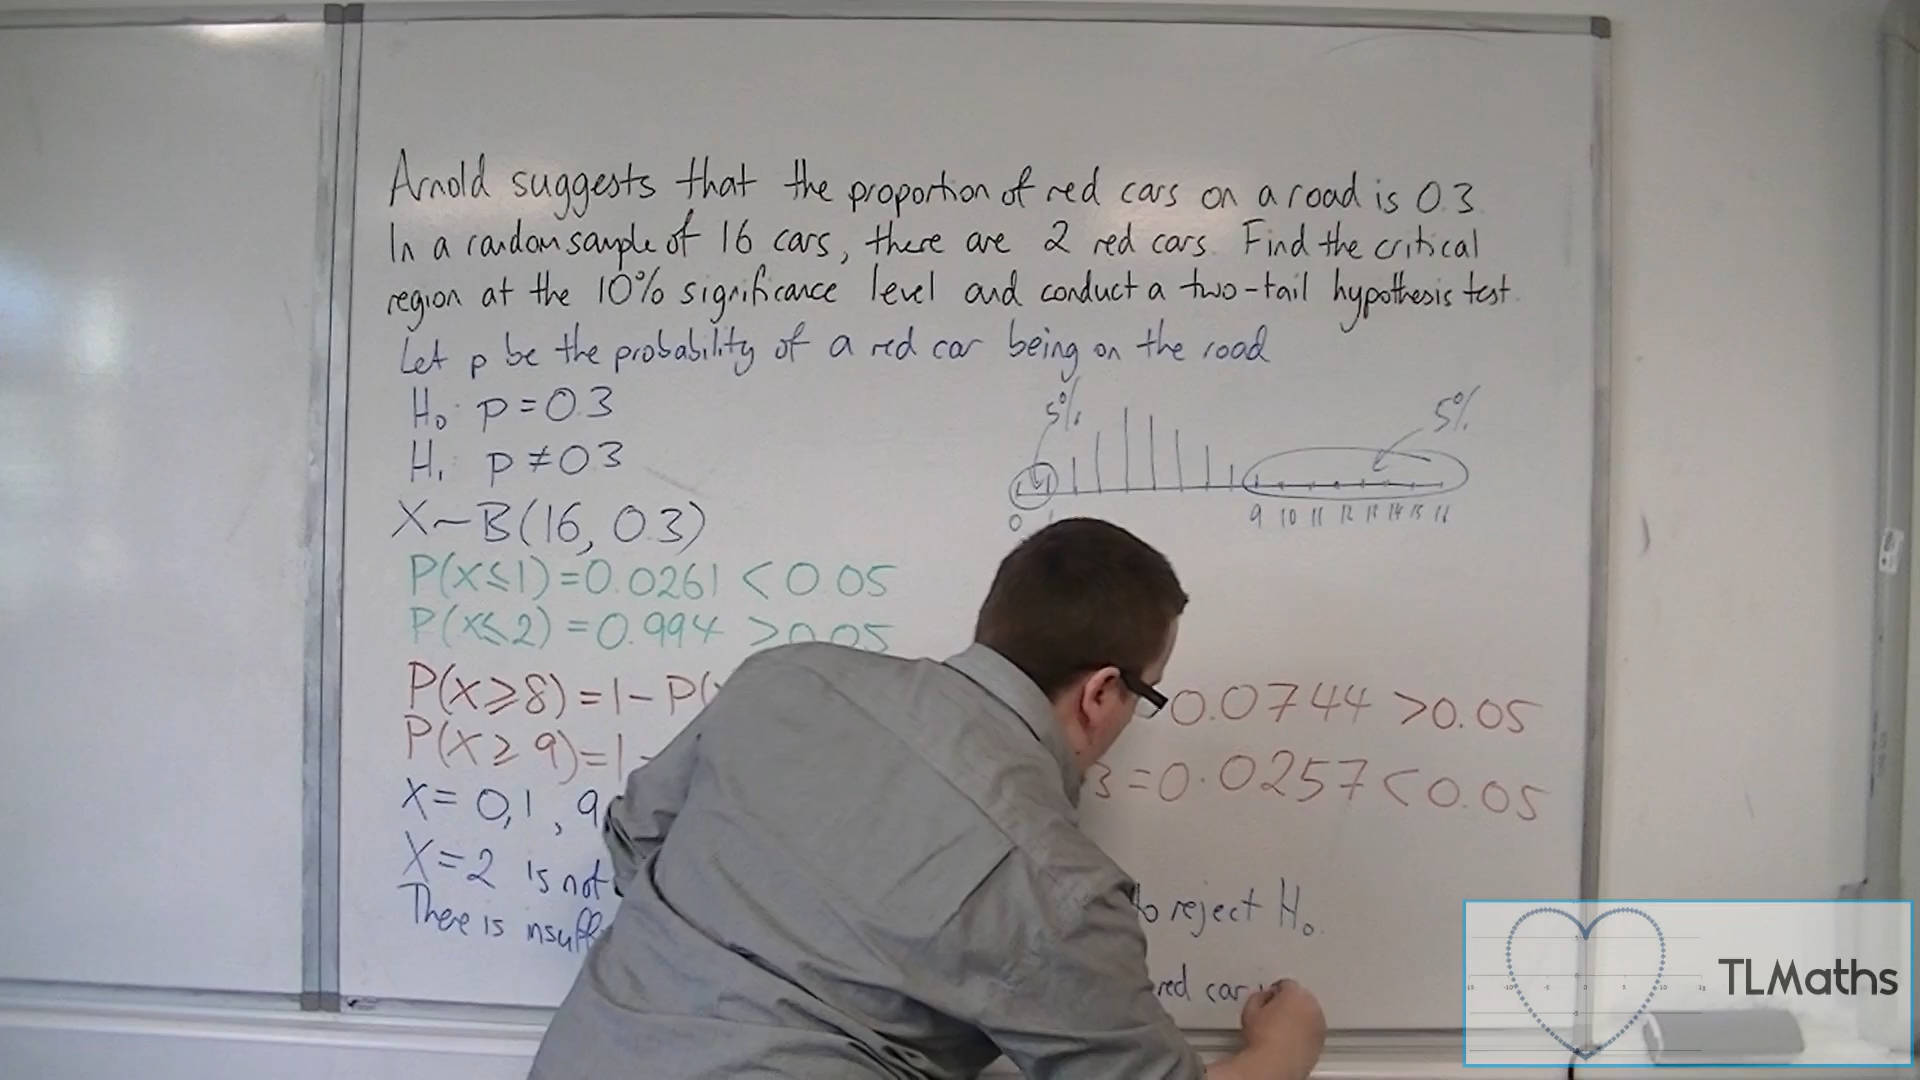 Arnold suggests that the proportion of red cars on a road is 0.3.
In a random sample of 16 cars, there are 2 red cars. Find the critical
region at the 10% significance level and conduct a two-tail hypothesis test.
Let p be the probability of a red car being on the road
H₀: p = 0.3
H₁: p ≠ 0.3
5%
5%
0
9 10 11 12 13 14 15 16
X~B(16, 0.3)
P(X≤1) = 0.0261 < 0.05
P(X≤2) = 0.994 > 0.05
P(X≥8) = 1 - P(
0.0744 > 0.05
P(X≥9) = 1 -
3 = 0.0257 < 0.05
X = 0, 1, 9
X = 2 is not
There is insuff
to reject H₀.
red car
TLMaths